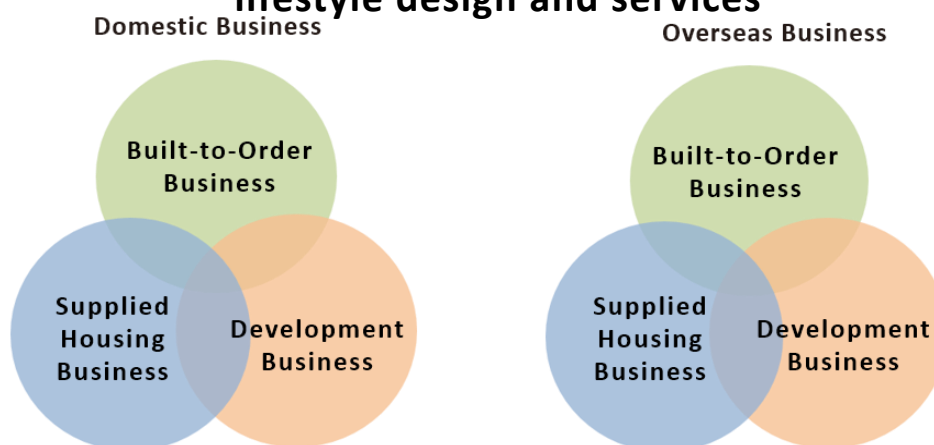 lifestyle design and services
Domestic Business
Overseas Business
Built-to-Order
Business
Built-to-Order
Business
Supplied
Housing
Business
Development
Business
Supplied
Housing
Business
Development
Business